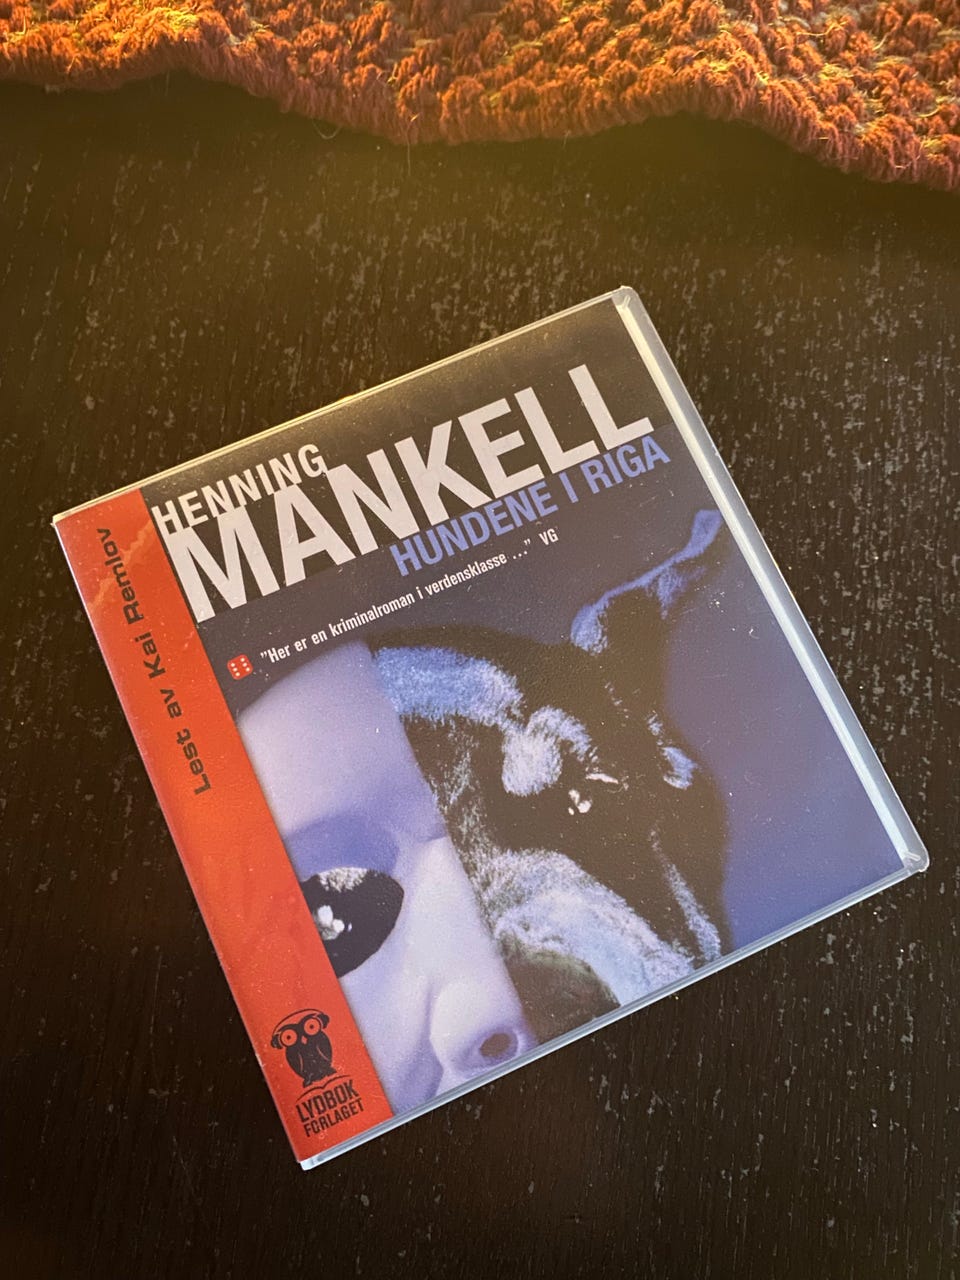 HENNING
MANKELL
HUNDENE I RIGA
"Her er en kriminalroman i verdensklasse ..." VG
Lest av Kai Remlov
LYDBOK
FORLAGET